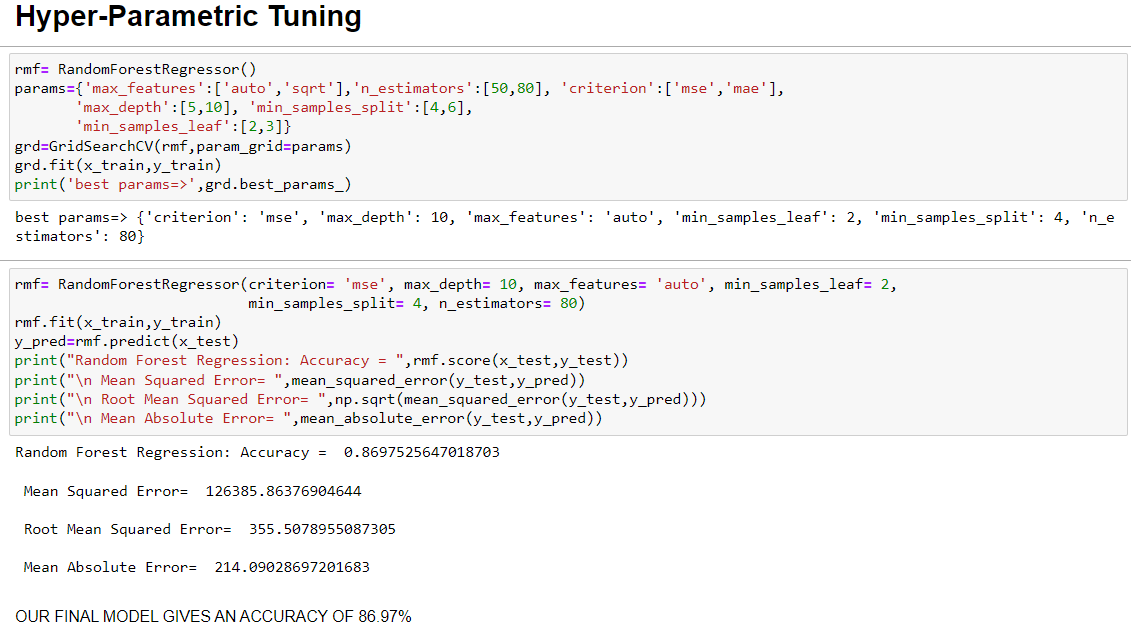 Hyper-Parametric Tuning
rmf= RandomForestRegressor()
params={'max_features':['auto','sqrt'],'n_estimators':[50,80], 'criterion':['mse','mae'],
'max_depth':[5,10], 'min_samples_split':[4,6],
'min_samples_leaf':[2,3]}
grd=GridSearchCV(rmf,param_grid=params)
grd.fit(x_train,y_train)
print('best params=>',grd.best_params_)
best params=> {'criterion': 'mse', 'max_depth': 10, 'max_features': 'auto', 'min_samples_leaf': 2, 'min_samples_split': 4, 'n_e
stimators': 80}
rmf= RandomForestRegressor(criterion= 'mse', max_depth= 10, max_features= 'auto', min_samples_leaf= 2,
min_samples_split= 4, n_estimators= 80)
rmf.fit(x_train,y_train)
y_pred=rmf.predict(x_test)
print("Random Forest Regression: Accuracy = ",rmf.score(x_test,y_test))
print("\n Mean Squared Error= ",mean_squared_error(y_test,y_pred))
print("\n Root Mean Squared Error= ",np.sqrt(mean_squared_error(y_test,y_pred)))
print("\n Mean Absolute Error= ",mean_absolute_error(y_test,y_pred))
Random Forest Regression: Accuracy =  0.8697525647018703
Mean Squared Error=  126385.86376904644
Root Mean Squared Error=  355.5078955087305
Mean Absolute Error=  214.09028697201683
OUR FINAL MODEL GIVES AN ACCURACY OF 86.97%